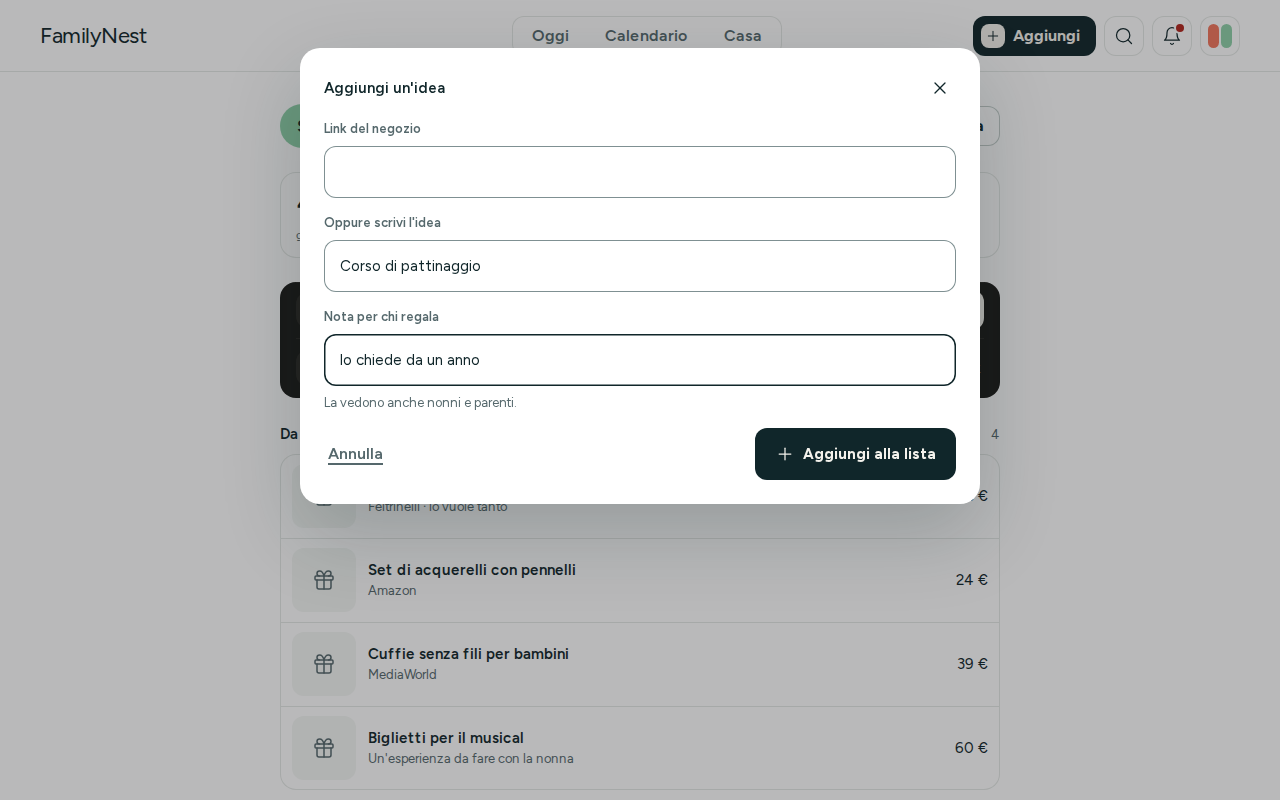 FamilyNest
Oggi
Calendario
Casa
Aggiungi
Aggiungi un'idea
Link del negozio
Oppure scrivi l'idea
Corso di pattinaggio
Nota per chi regala
lo chiede da un anno
La vedono anche nonni e parenti.
Annulla
Aggiungi alla lista
Da
4
€
Feltrinelli · lo vuole tanto
Set di acquerelli con pennelli
24 €
Amazon
Cuffie senza fili per bambini
39 €
MediaWorld
Biglietti per il musical
60 €
Un'esperienza da fare con la nonna